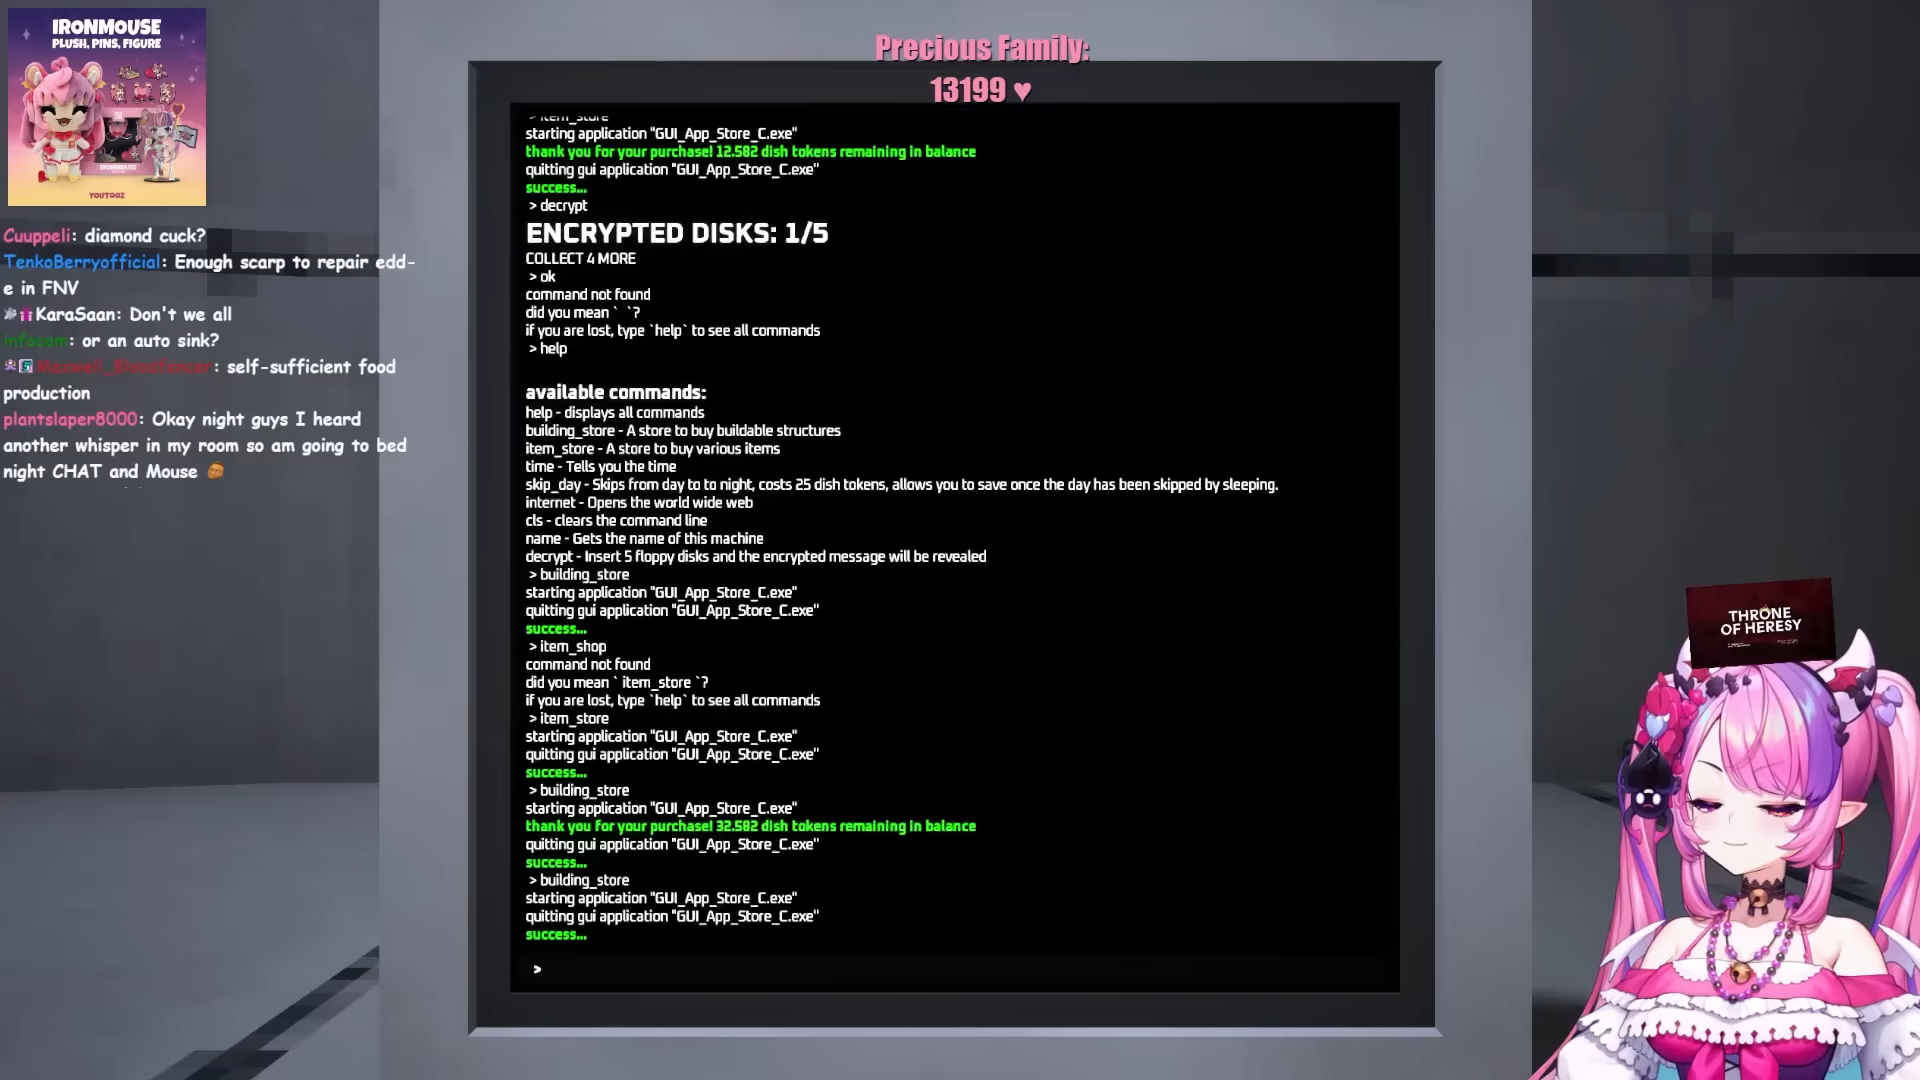 IRONMOUSE
PLUSH, PINS, FIGURE
YOUTOOZ
Precious Family:
13199 ♥
Cuuppeli: diamond cuck?
TenkoBerryofficial: Enough scarp to repair edd-
e in FNV
KaraSaan: Don't we all
infozam: or an auto sink?
: self-sufficient food
production
plantslaper8000: Okay night guys I heard
another whisper in my room so am going to bed
night CHAT and Mouse
> item_store
starting application "GUI_App_Store_C.exe"
thank you for your purchase! 12.582 dish tokens remaining in balance
quitting gui application "GUI_App_Store_C.exe"
success...
> decrypt
ENCRYPTED DISKS: 1/5
COLLECT 4 MORE
> ok
command not found
did you mean ` `?
if you are lost, type `help` to see all commands
> help
available commands:
help - displays all commands
building_store - A store to buy buildable structures
item_store - A store to buy various items
time - Tells you the time
skip_day - Skips from day to to night, costs 25 dish tokens, allows you to save once the day has been skipped by sleeping.
internet - Opens the world wide web
cls - clears the command line
name - Gets the name of this machine
decrypt - Insert 5 floppy disks and the encrypted message will be revealed
> building_store
starting application "GUI_App_Store_C.exe"
quitting gui application "GUI_App_Store_C.exe"
success...
> item_shop
command not found
did you mean ` item_store `?
if you are lost, type `help` to see all commands
> item_store
starting application "GUI_App_Store_C.exe"
quitting gui application "GUI_App_Store_C.exe"
success...
> building_store
starting application "GUI_App_Store_C.exe"
thank you for your purchase! 32.582 dish tokens remaining in balance
quitting gui application "GUI_App_Store_C.exe"
success...
> building_store
starting application "GUI_App_Store_C.exe"
quitting gui application "GUI_App_Store_C.exe"
success...
>
THRONE
OF HERESY